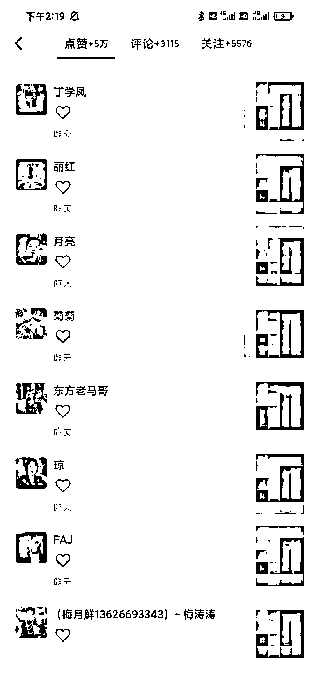 下午2:19
点赞+5万 评论+3115 关注+5576
丁学凤
昨天
丽红
昨天
月亮
昨天
菊菊
昨天
东方老马哥
昨天
琼
昨天
FAJ
昨天
(梅月鲜13626693343) - 梅涛涛